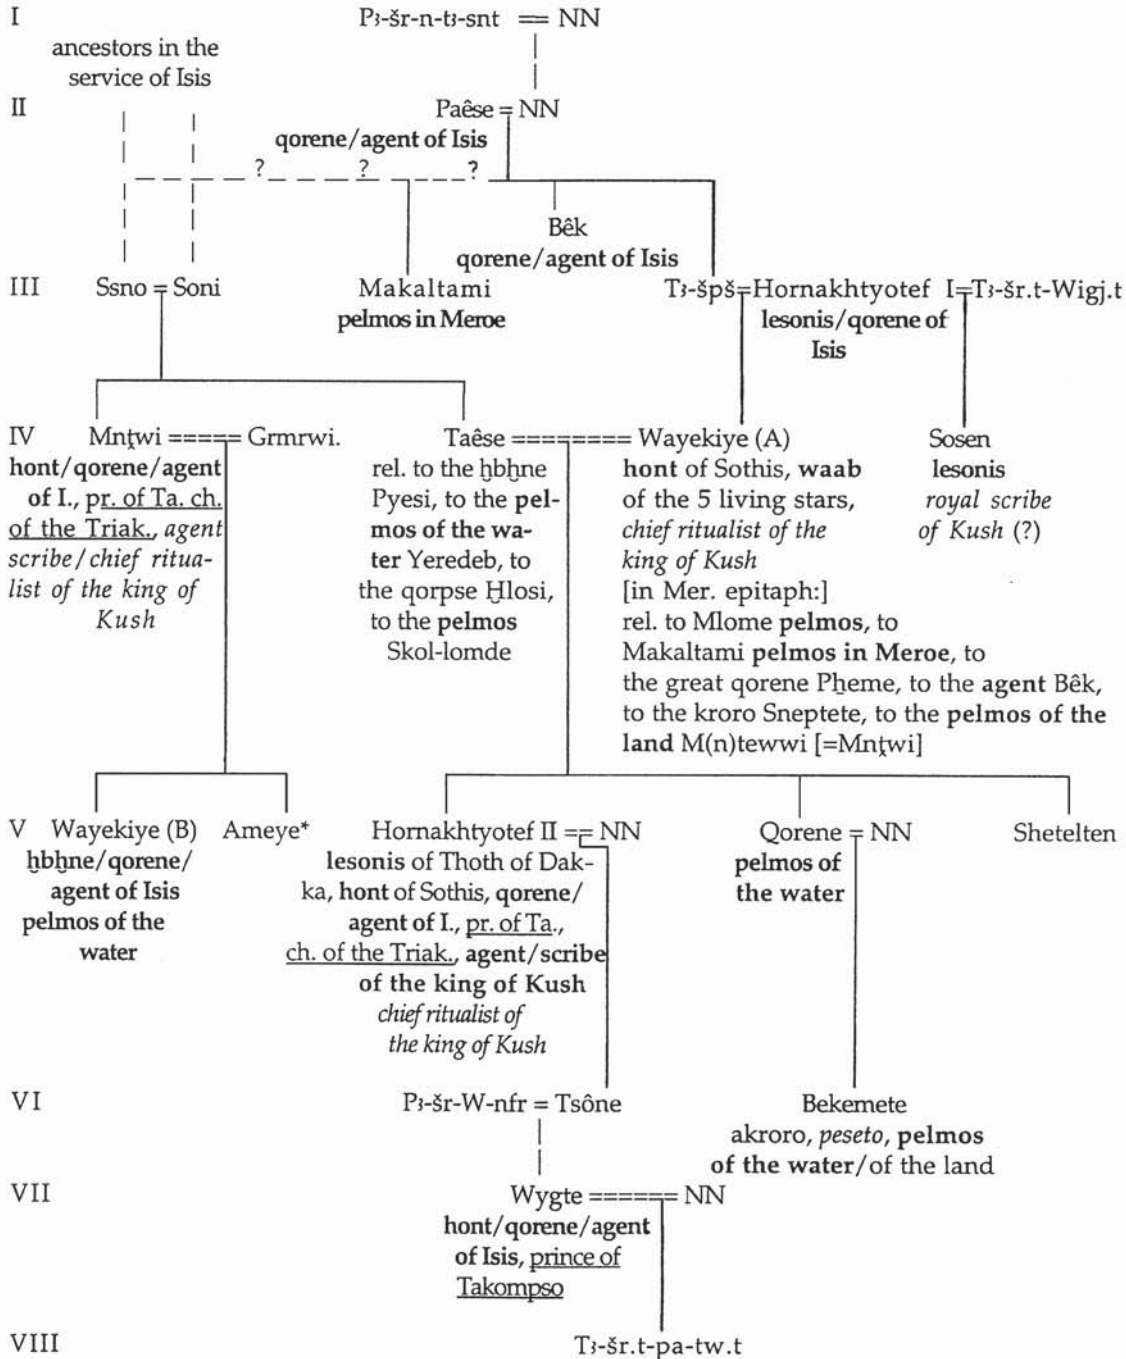 I
Pꜣ-šr-n-tꜣ-snt == NN
ancestors in the
service of Isis
II
Paêse = NN
qorene/agent of Isis
? ? ?
Bêk
qorene/agent of Isis
III
Ssno = Soni
Makaltami
pelmos in Meroe
Tꜣ-špš=Hornakhtyotef I=Tꜣ-šr.t-Wigj.t
lesonis/qorene of
Isis
IV
Mnṱwi ===== Grmrwi.
hont/qorene/agent
of I., pr. of Ta. ch.
of the Triak., agent
scribe/chief ritua-
list of the king of
Kush
Taêse ======== Wayekiye (A)
rel. to the ḫbḫne
Pyesi, to the pel-
mos of the wa-
ter Yeredeb, to
the qorpse Ḫlosi,
to the pelmos
Skol-lomde
hont of Sothis, waab
of the 5 living stars,
chief ritualist of the
king of Kush
[in Mer. epitaph:]
rel. to Mlome pelmos, to
Makaltami pelmos in Meroe, to
the great qorene Pẖeme, to the agent Bêk,
to the kroro Sneptete, to the pelmos of the
land M(n)tewwi [=Mnṱwi]
Sosen
lesonis
royal scribe
of Kush (?)
V
Wayekiye (B)
ḫbḫne/qorene/
agent of Isis
pelmos of the
water
Ameye*
Hornakhtyotef II == NN
lesonis of Thoth of Dak-
ka, hont of Sothis, qorene/
agent of I., pr. of Ta.,
ch. of the Triak., agent/scribe
of the king of Kush
chief ritualist of
the king of Kush
Qorene = NN
pelmos of
the water
Shetelten
VI
Pꜣ-šr-W-nfr = Tsône
Bekemete
akroro, peseto, pelmos
of the water/of the land
VII
Wygte ====== NN
hont/qorene/agent
of Isis, prince of
Takompso
VIII
Tꜣ-šr.t-pa-tw.t